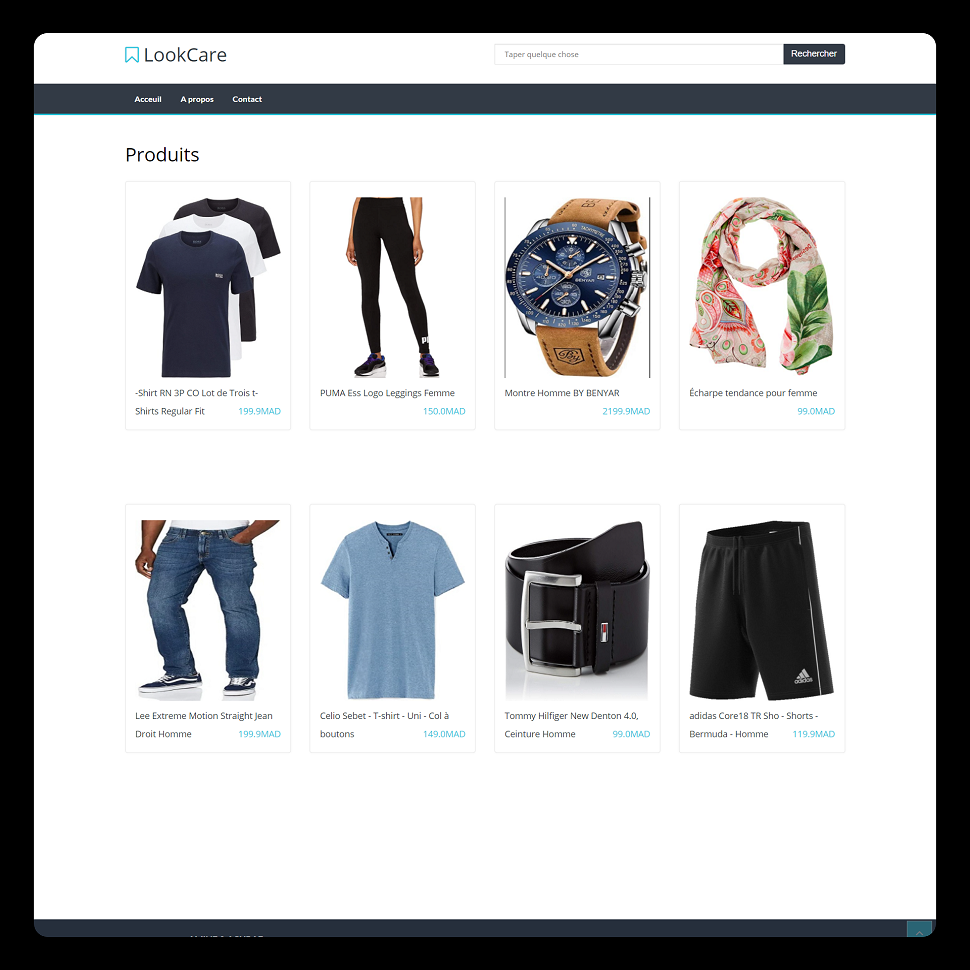 LookCare
Taper quelque chose
Rechercher
Acceuil A propos Contact
Produits
-Shirt RN 3P CO Lot de Trois t-
Shirts Regular Fit 199.9MAD
PUMA Ess Logo Leggings Femme
150.0MAD
BENYAR
Montre Homme BY BENYAR
2199.9MAD
Écharpe tendance pour femme
99.0MAD
Lee Extreme Motion Straight Jean
Droit Homme 199.9MAD
Celio Sebet - T-shirt - Uni - Col à
boutons 149.0MAD
Tommy Hilfiger New Denton 4.0,
Ceinture Homme 99.0MAD
adidas
adidas Core18 TR Sho - Shorts -
Bermuda - Homme 119.9MAD